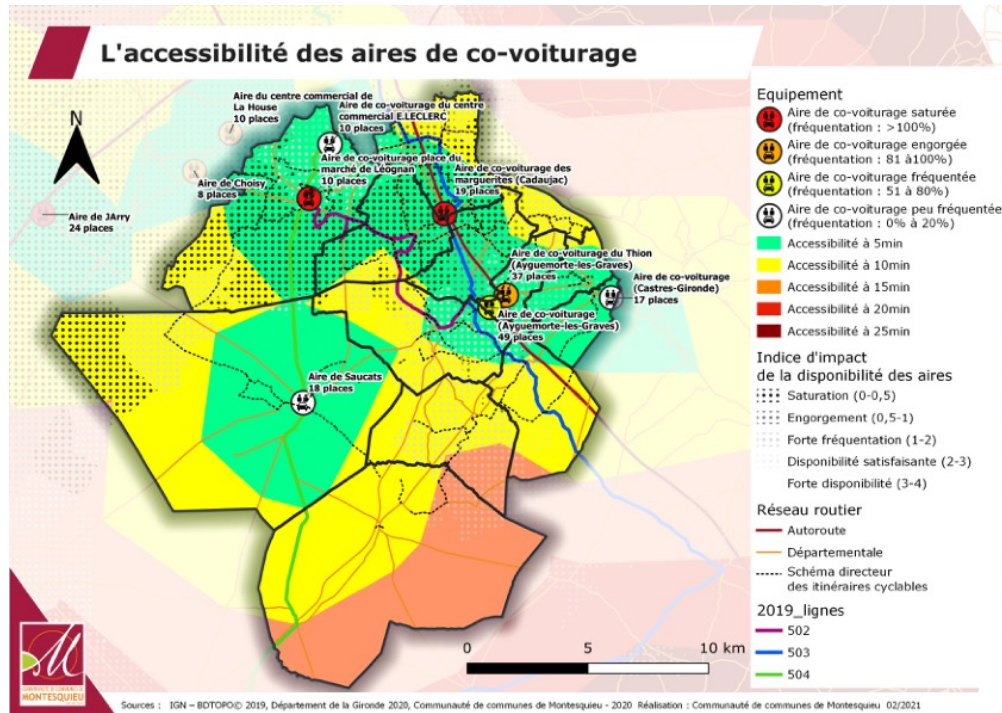 L'accessibilité des aires de co-voiturage
N
Aire du centre commercial de
La House
10 places
Aire de co-voiturage du centre
commercial E.LECLERC
10 places
Aire de co-voiturage place du
marché de Léognan
10 places
Aire de Choisy
8 places
Aire de co-voiturage des
marguerites (Cadaujac)
19 places
Aire de JArry
24 places
Aire de co-voiturage du Thion
(Ayguemorte-les-Graves)
37 places
Aire de co-voiturage
(Castres-Gironde)
17 places
Aire de co-voiturage
(Ayguemorte-les-Graves)
49 places
Aire de Saucats
18 places
Equipement
Aire de co-voiturage saturée
(fréquentation : >100%)
Aire de co-voiturage engorgée
(fréquentation : 81 à100%)
Aire de co-voiturage fréquentée
(fréquentation : 51 à 80%)
Aire de co-voiturage peu fréquentée
(fréquentation : 0% à 20%)
Accessibilité à 5min
Accessibilité à 10min
Accessibilité à 15min
Accessibilité à 20min
Accessibilité à 25min
Indice d'impact
de la disponibilité des aires
Saturation (0-0,5)
Engorgement (0,5-1)
Forte fréquentation (1-2)
Disponibilité satisfaisante (2-3)
Forte disponibilité (3-4)
Réseau routier
Autoroute
Départementale
Schéma directeur
des itinéraires cyclables
2019_lignes
502
503
504
0 5 10 km
M
COMMUNAUTÉ DE COMMUNES DE
MONTESQUIEU
Sources : IGN – BDTOPO© 2019, Département de la Gironde 2020, Communauté de communes de Montesquieu - 2020 Réalisation : Communauté de communes de Montesquieu 02/2021